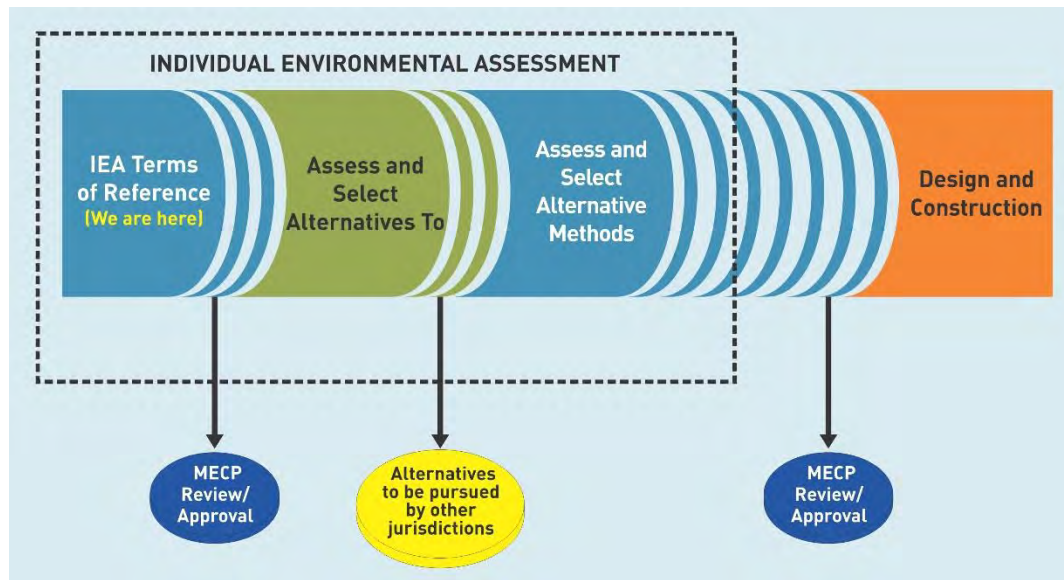 INDIVIDUAL ENVIRONMENTAL ASSESSMENT
IEA Terms
of Reference
(We are here)
Assess and
Select
Alternatives To
Assess and
Select
Alternative
Methods
Design and
Construction
MECP
Review/
Approval
Alternatives
to be pursued
by other
jurisdictions
MECP
Review/
Approval